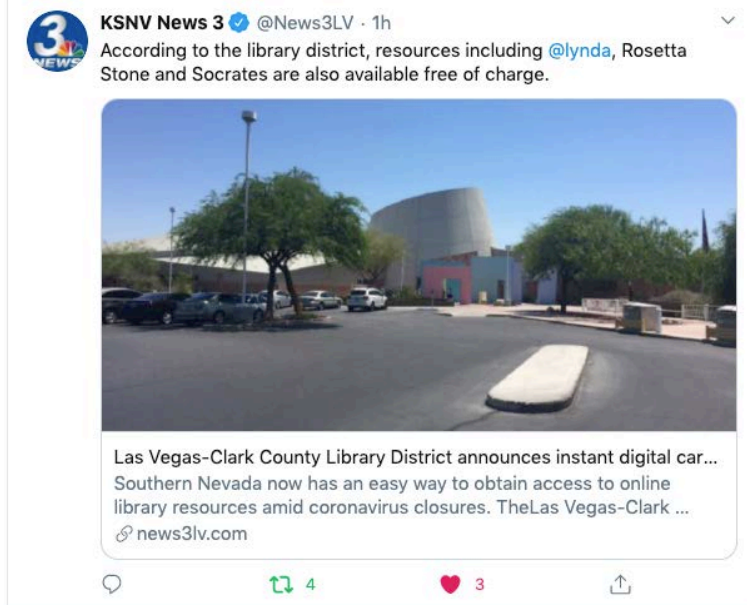 KSNV News 3 @News3LV · 1h
According to the library district, resources including @lynda, Rosetta
Stone and Socrates are also available free of charge.
3
NEWS
Las Vegas-Clark County Library District announces instant digital car...
Southern Nevada now has an easy way to obtain access to online
library resources amid coronavirus closures. TheLas Vegas-Clark ...
news3lv.com
4
3